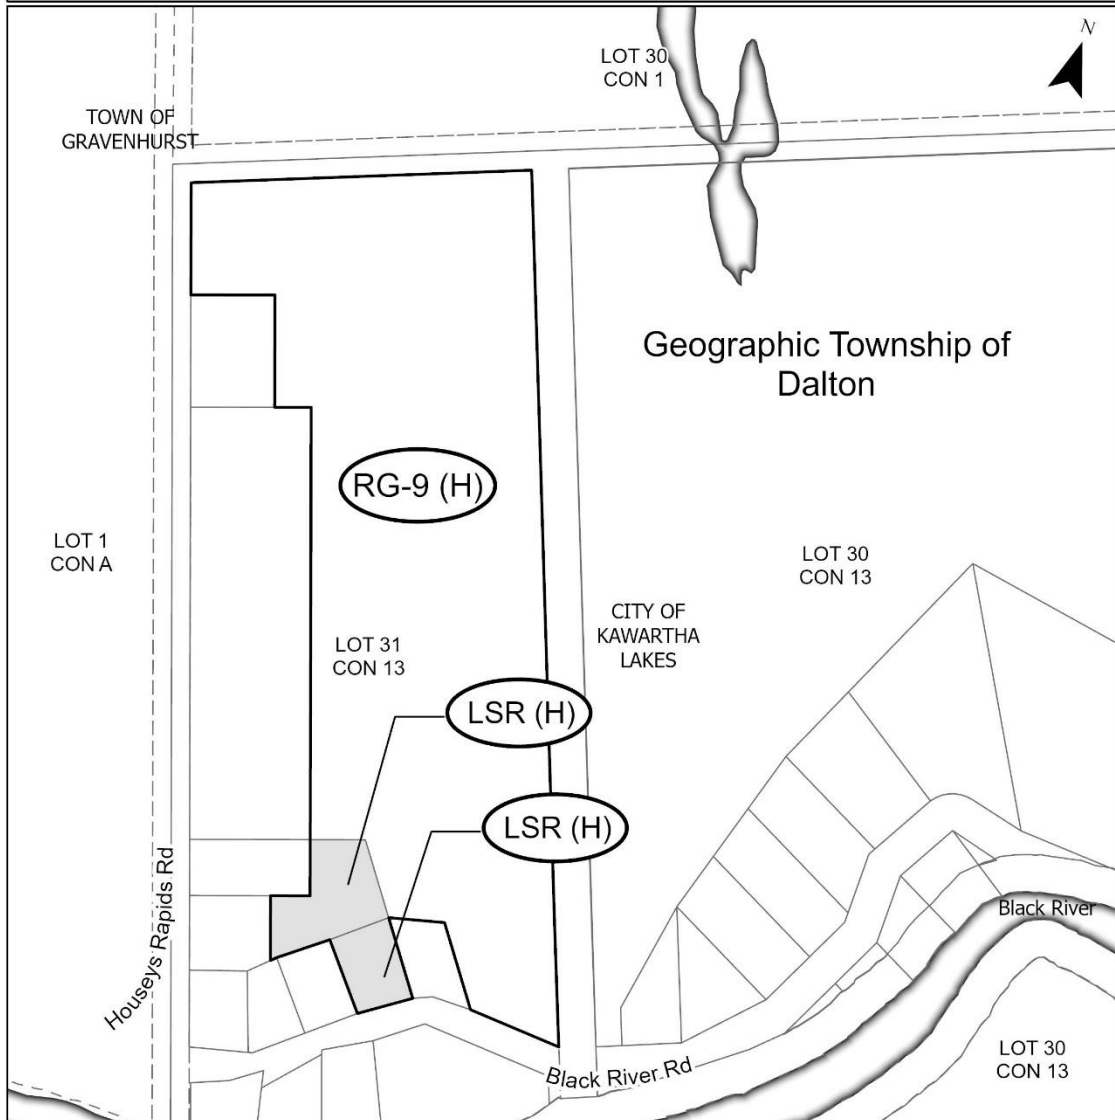 N
LOT 30
CON 1
TOWN OF
GRAVENHURST
Geographic Township of
Dalton
RG-9 (H)
LOT 1
CON A
LOT 30
CON 13
CITY OF
KAWARTHA
LAKES
LOT 31
CON 13
LSR (H)
LSR (H)
Houseys Rapids Rd
Black River
Black River Rd
LOT 30
CON 13